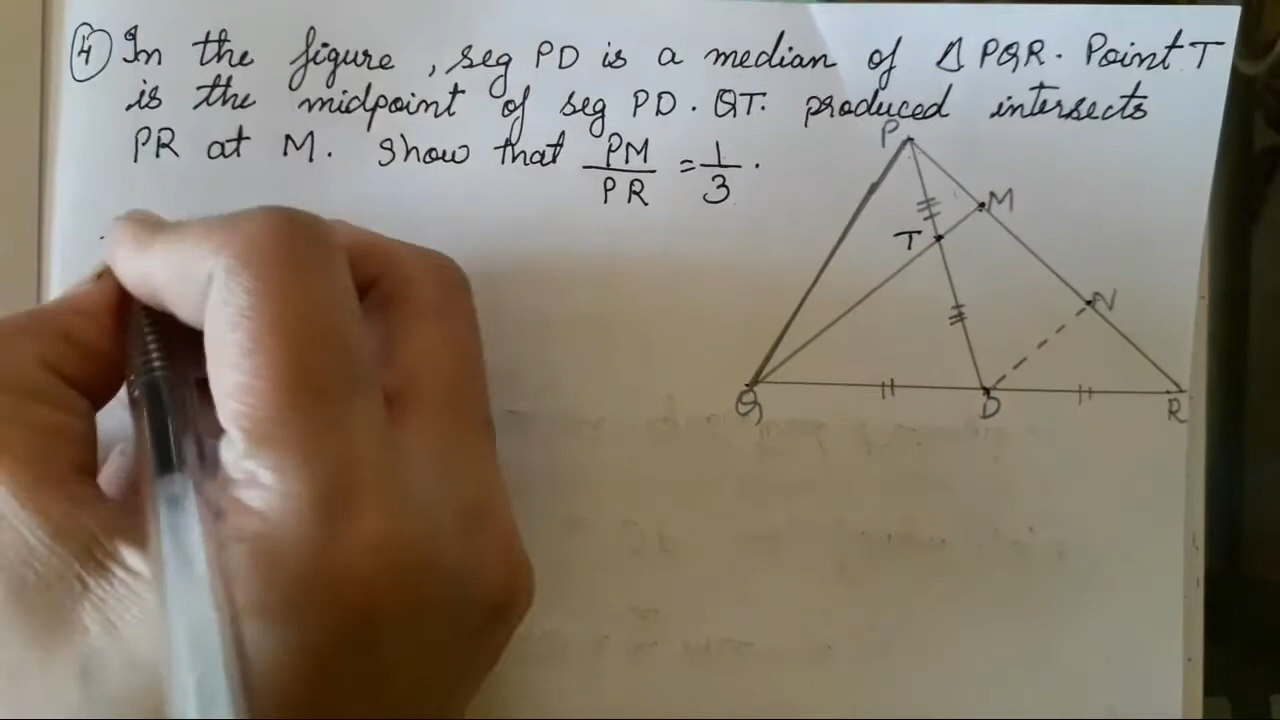 4 In the figure, seg PD is a median of Δ PQR. Point T
is the midpoint of seg PD. QT. produced intersects
PR at M. Show that PM/PR = 1/3.
P
M
T
N
Q
D
R